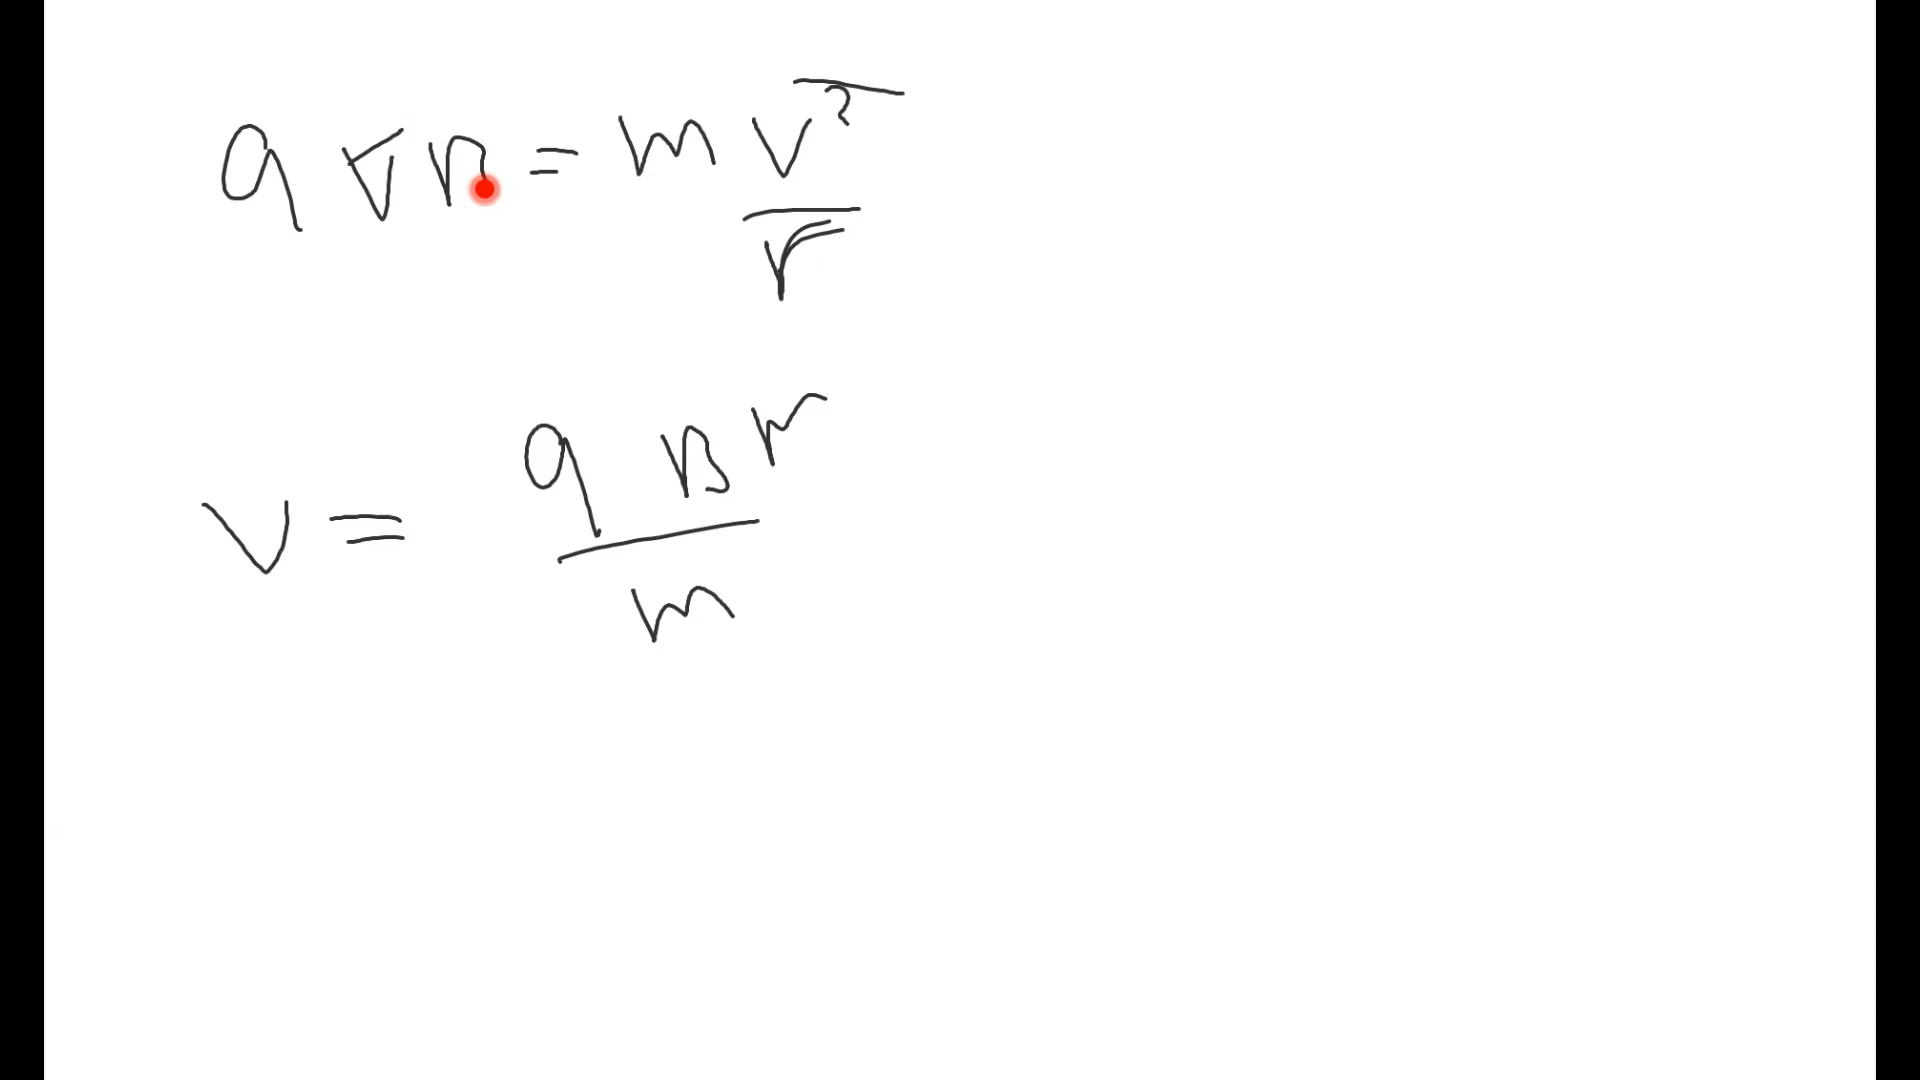 q v B = m v² / r
v = q B r / m